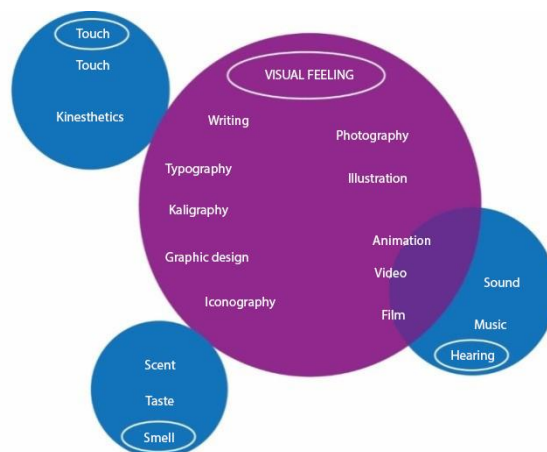 Touch
Touch
Kinesthetics
VISUAL FEELING
Writing
Photography
Typography
Illustration
Kaligraphy
Animation
Graphic design
Video
Iconography
Film
Sound
Music
Hearing
Scent
Taste
Smell